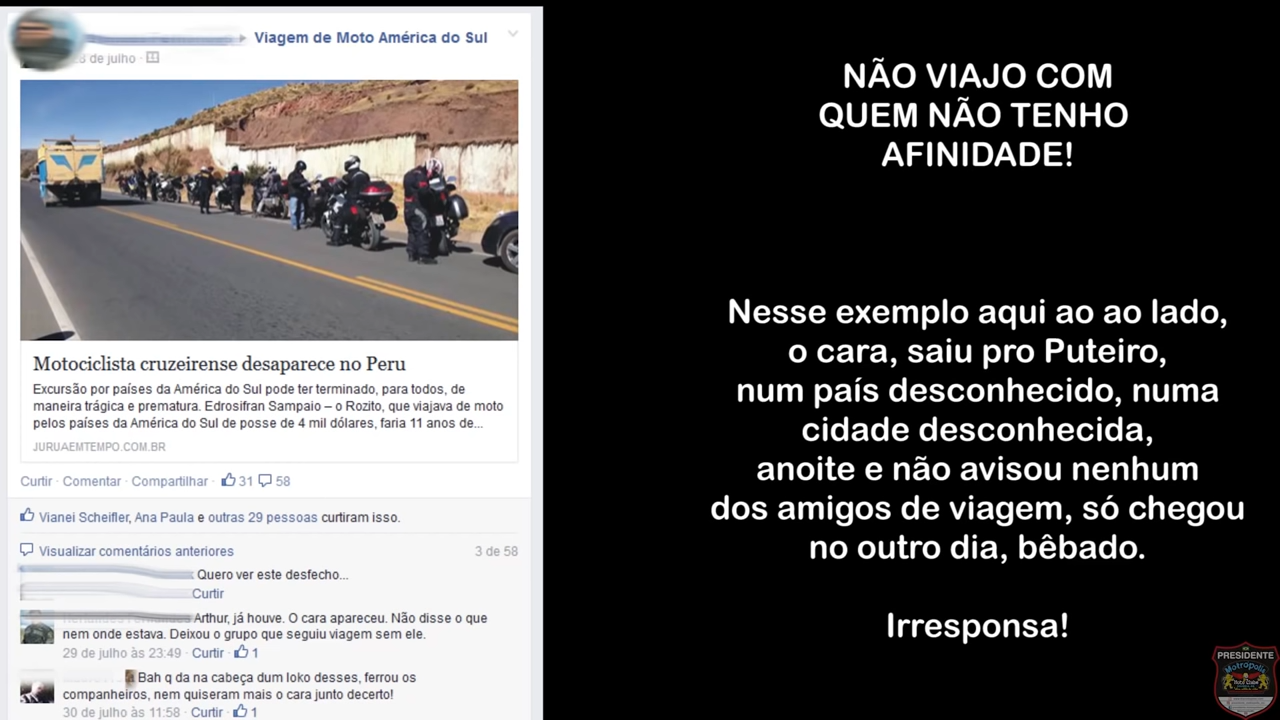 Viagem de Moto América do Sul
de julho
Motociclista cruzeirense desaparece no Peru
Excursão por países da América do Sul pode ter terminado, para todos, de
maneira trágica e prematura. Edrosifran Sampaio – o Rozito, que viajava de moto
pelos países da América do Sul de posse de 4 mil dólares, faria 11 anos de...
JURUAEMTEMPO.COM.BR
Curtir · Comentar · Compartilhar · 31 58
Vianei Scheifler, Ana Paula e outras 29 pessoas curtiram isso.
Visualizar comentários anteriores 3 de 58
Quero ver este desfecho...
Curtir
Arthur, já houve. O cara apareceu. Não disse o que
nem onde estava. Deixou o grupo que seguiu viagem sem ele.
29 de julho às 23:49 · Curtir · 1
Bah q da na cabeça dum loko desses, ferrou os
companheiros, nem quiseram mais o cara junto decerto!
30 de julho às 11:58 · Curtir · 1
NÃO VIAJO COM
QUEM NÃO TENHO
AFINIDADE!
Nesse exemplo aqui ao ao lado,
o cara, saiu pro Puteiro,
num país desconhecido, numa
cidade desconhecida,
anoite e não avisou nenhum
dos amigos de viagem, só chegou
no outro dia, bêbado.
Irresponsa!
PRESIDENTE
Motropolis